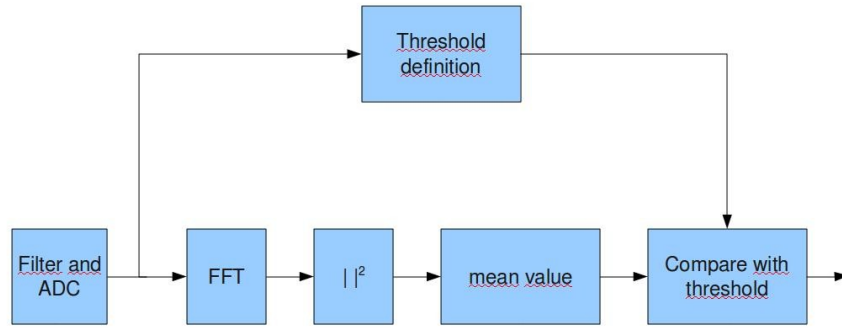 Threshold
definition
Filter and
ADC
FFT
| |²
mean value
Compare with
threshold